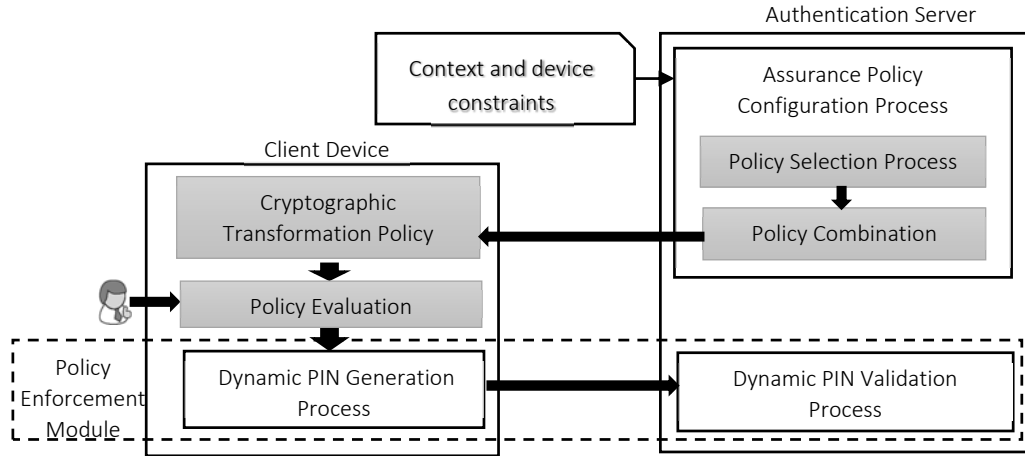 Authentication Server
Context and device
constraints
Assurance Policy
Configuration Process
Policy Selection Process
Policy Combination
Client Device
Cryptographic
Transformation Policy
Policy Evaluation
Policy
Enforcement
Module
Dynamic PIN Generation
Process
Dynamic PIN Validation
Process